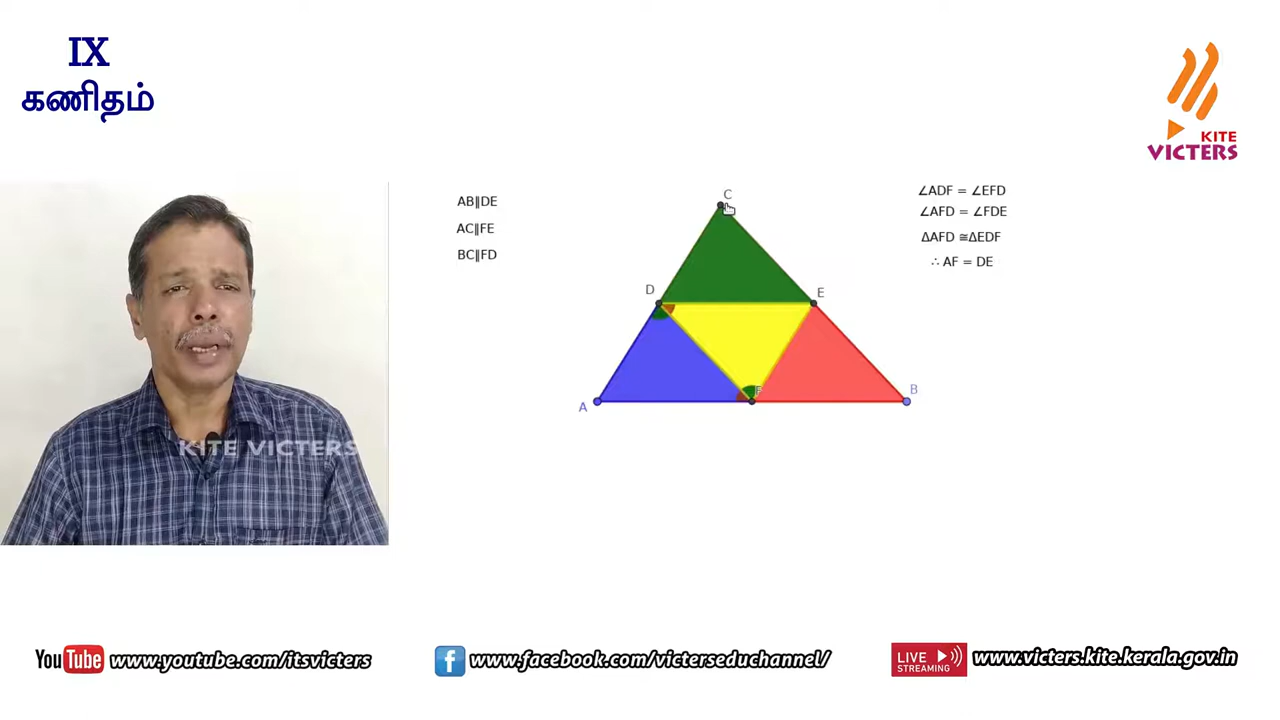 IX
கணிதம்
KITE
VICTERS
AB∥DE
AC∥FE
BC∥FD
C
D
E
A
F
B
∠ADF = ∠EFD
∠AFD = ∠FDE
ΔAFD ≅ΔEDF
∴ AF = DE
KITE VICTERS
YouTube www.youtube.com/itsvicters
f www.facebook.com/victerseduchannel/
LIVE STREAMING www.victers.kite.kerala.gov.in